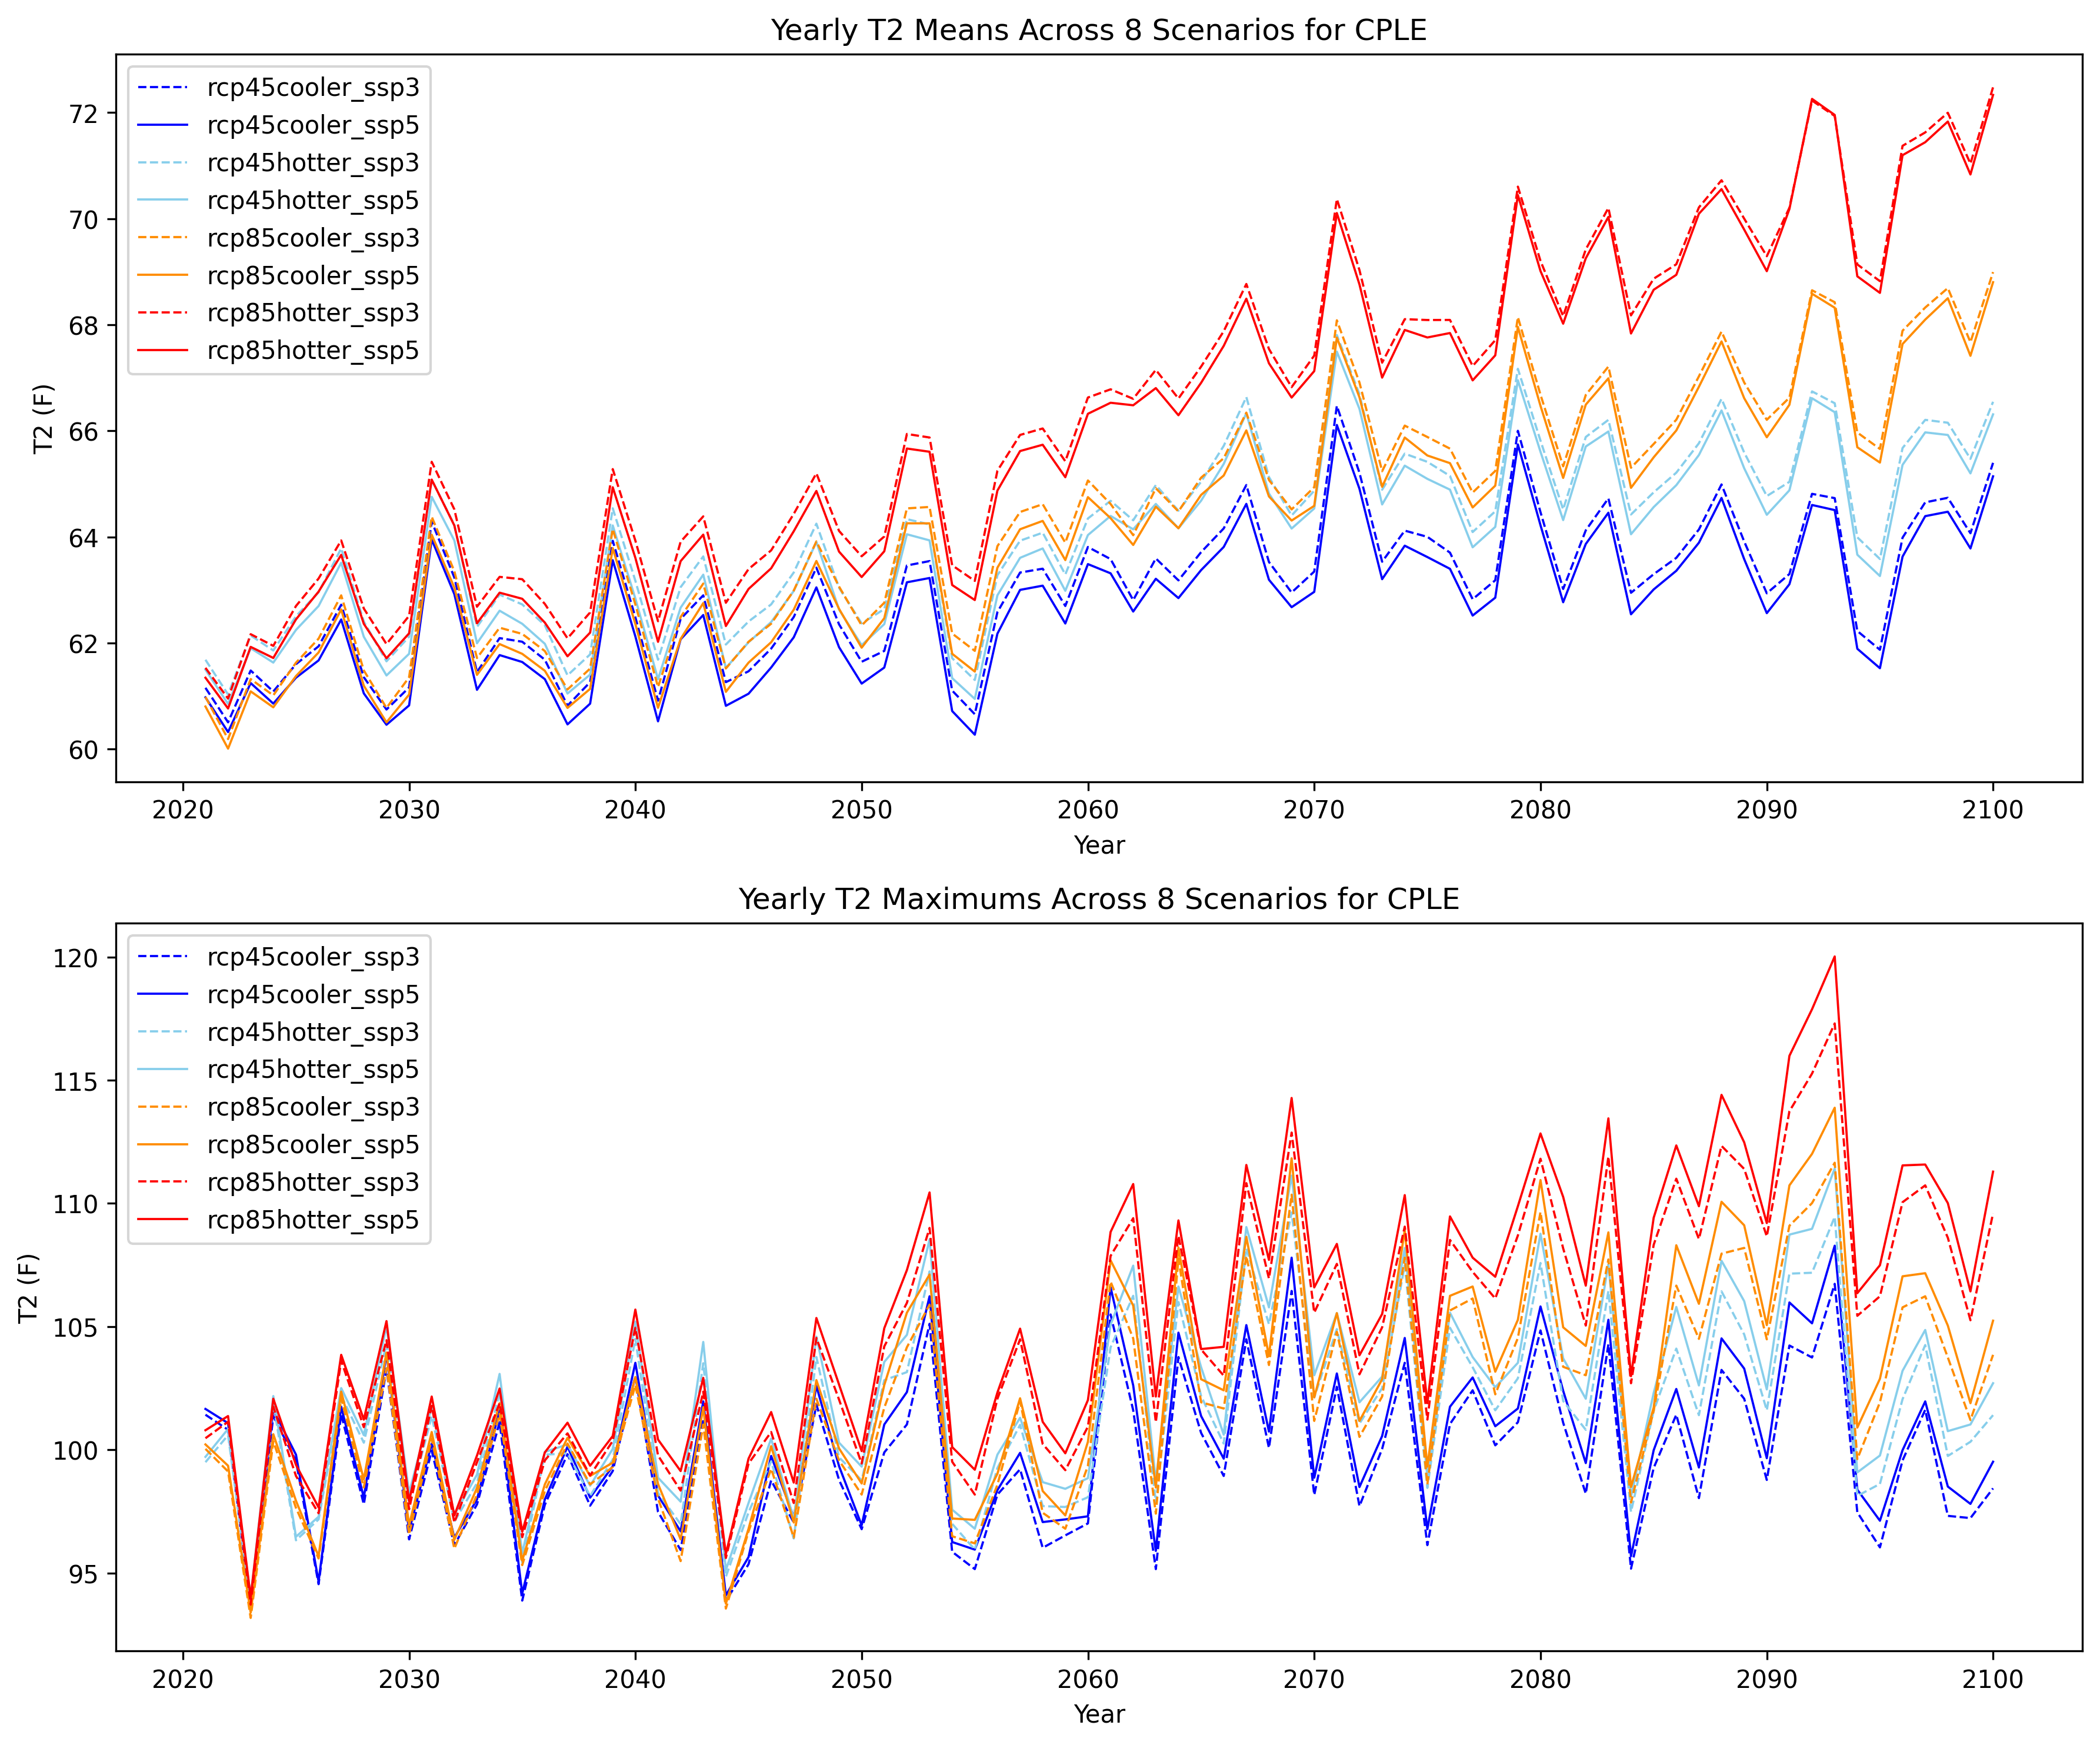 Yearly T2 Means Across 8 Scenarios for CPLE
rcp45cooler_ssp3
rcp45cooler_ssp5
rcp45hotter_ssp3
rcp45hotter_ssp5
rcp85cooler_ssp3
rcp85cooler_ssp5
rcp85hotter_ssp3
rcp85hotter_ssp5
72
70
68
66
64
62
60
T2 (F)
2020 2030 2040 2050 2060 2070 2080 2090 2100
Year
Yearly T2 Maximums Across 8 Scenarios for CPLE
rcp45cooler_ssp3
rcp45cooler_ssp5
rcp45hotter_ssp3
rcp45hotter_ssp5
rcp85cooler_ssp3
rcp85cooler_ssp5
rcp85hotter_ssp3
rcp85hotter_ssp5
120
115
110
105
100
95
T2 (F)
2020 2030 2040 2050 2060 2070 2080 2090 2100
Year